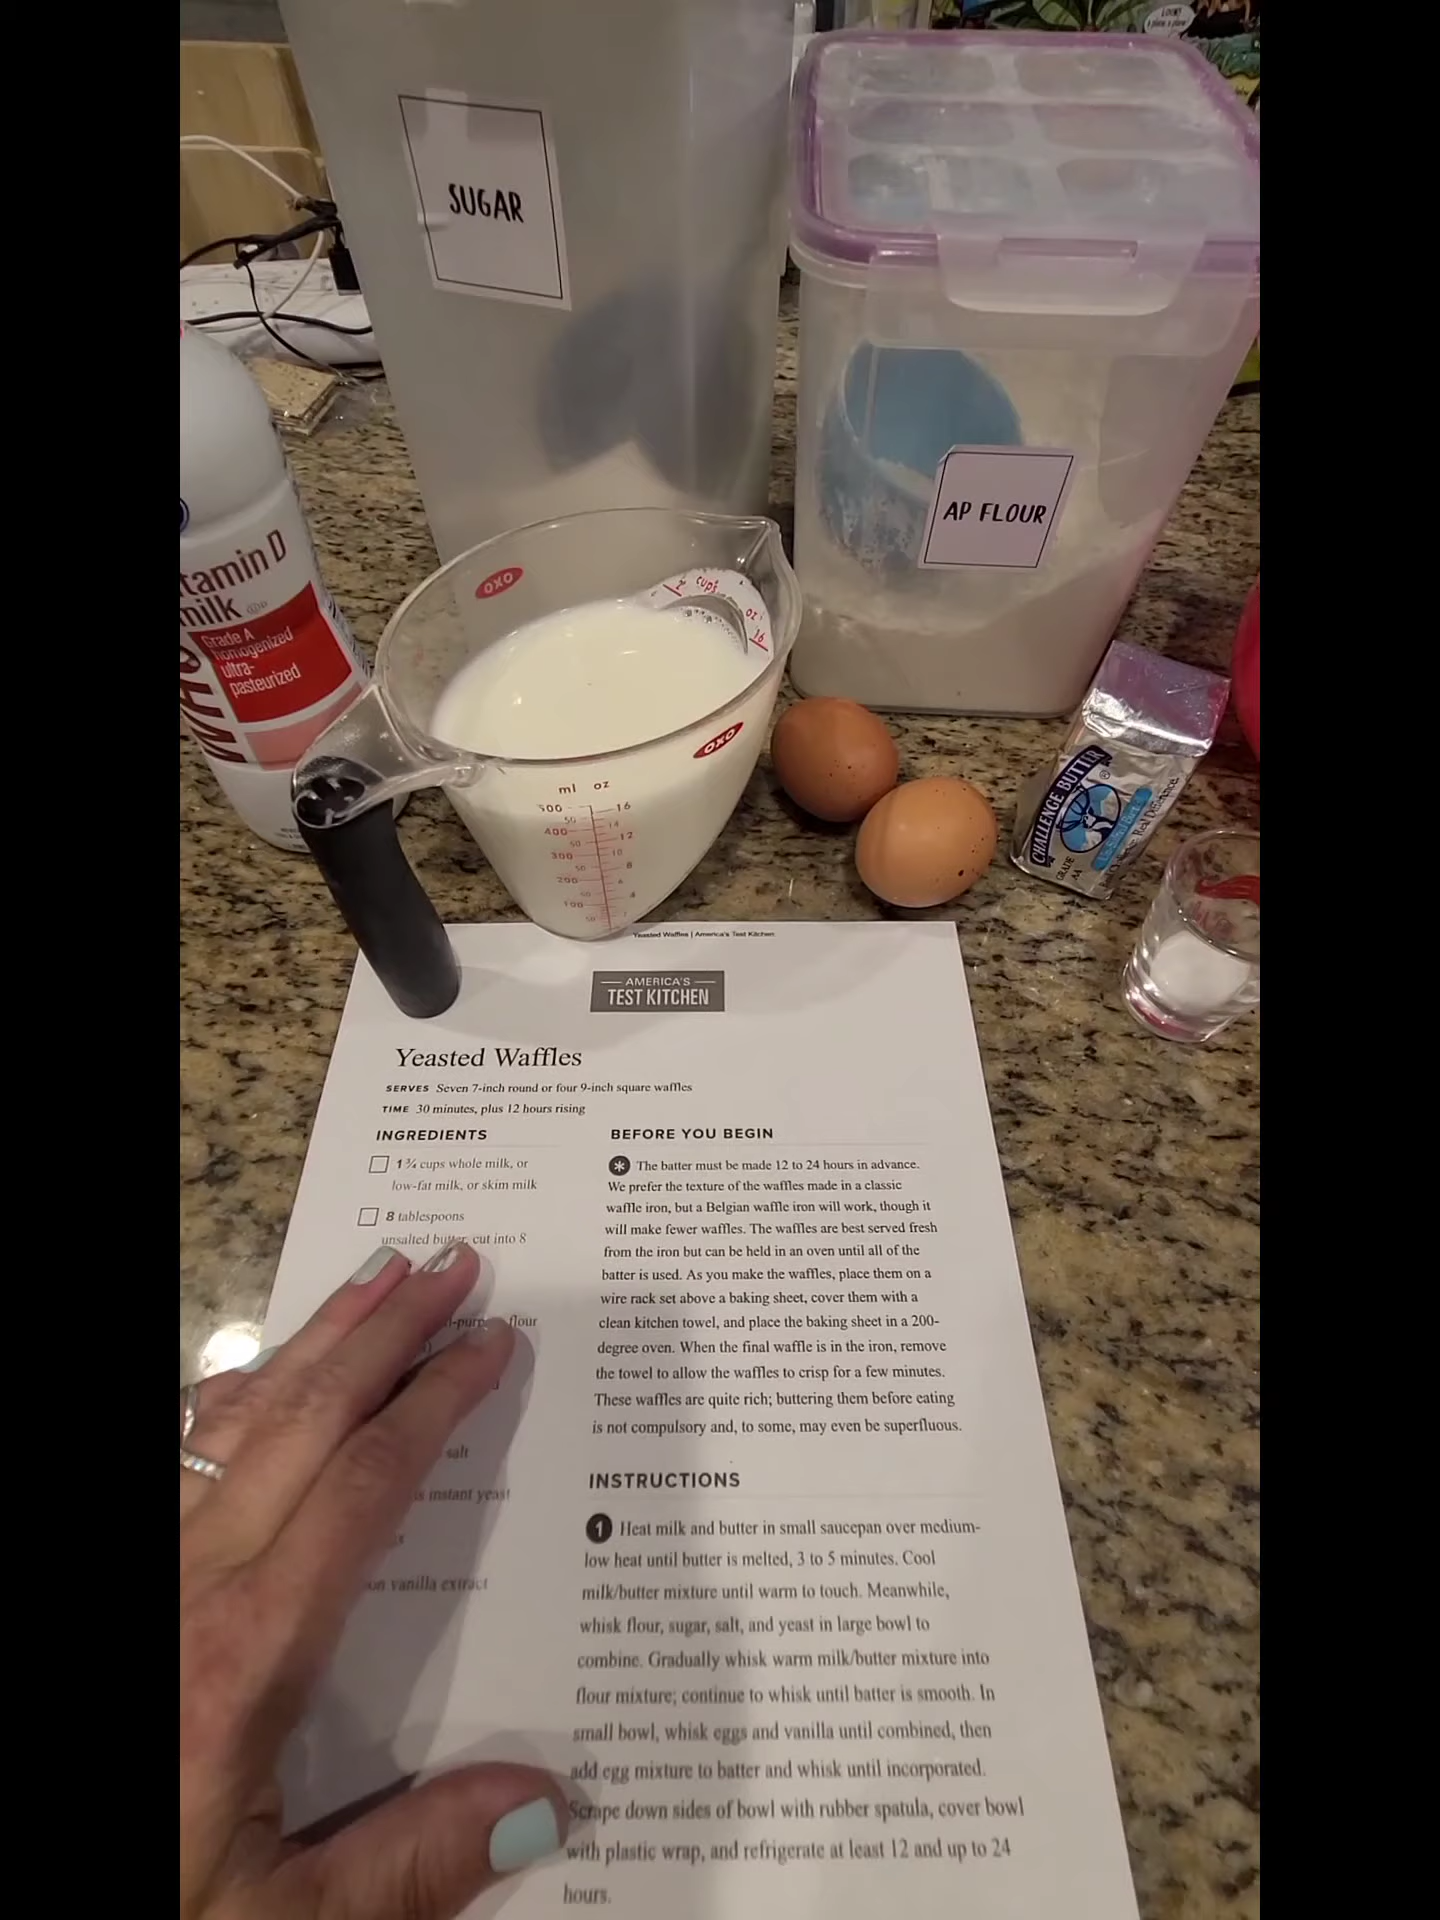 LOOK!
SUGAR
AP FLOUR
tamin D
milk
Grade A
homogenized
ultra-
pasteurized
OXO
2 cups
oz
16
OXO
ml oz
500 16
50 14
400 12
50 10
300 8
50 6
200 4
50
100
50
CHALLENGE BUTTER
GRADE
AA
Yeasted Waffles | America's Test Kitchen
AMERICA'S
TEST KITCHEN
Yeasted Waffles
SERVES Seven 7-inch round or four 9-inch square waffles
TIME 30 minutes, plus 12 hours rising
INGREDIENTS
1 ¾ cups whole milk, or
low-fat milk, or skim milk
8 tablespoons
unsalted butter, cut into 8
flour
salt
instant yeast
vanilla extract
BEFORE YOU BEGIN
* The batter must be made 12 to 24 hours in advance.
We prefer the texture of the waffles made in a classic
waffle iron, but a Belgian waffle iron will work, though it
will make fewer waffles. The waffles are best served fresh
from the iron but can be held in an oven until all of the
batter is used. As you make the waffles, place them on a
wire rack set above a baking sheet, cover them with a
clean kitchen towel, and place the baking sheet in a 200-
degree oven. When the final waffle is in the iron, remove
the towel to allow the waffles to crisp for a few minutes.
These waffles are quite rich; buttering them before eating
is not compulsory and, to some, may even be superfluous.
INSTRUCTIONS
1 Heat milk and butter in small saucepan over medium-
low heat until butter is melted, 3 to 5 minutes. Cool
milk/butter mixture until warm to touch. Meanwhile,
whisk flour, sugar, salt, and yeast in large bowl to
combine. Gradually whisk warm milk/butter mixture into
flour mixture; continue to whisk until batter is smooth. In
small bowl, whisk eggs and vanilla until combined, then
add egg mixture to batter and whisk until incorporated.
Scrape down sides of bowl with rubber spatula, cover bowl
with plastic wrap, and refrigerate at least 12 and up to 24
hours.